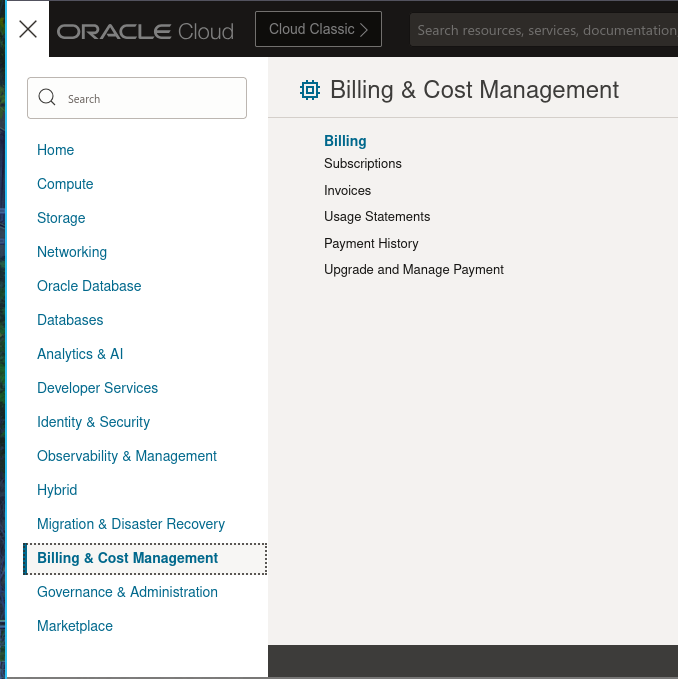 ORACLE Cloud
Cloud Classic
Search resources, services, documentation
Search
Home
Compute
Storage
Networking
Oracle Database
Databases
Analytics & AI
Developer Services
Identity & Security
Observability & Management
Hybrid
Migration & Disaster Recovery
Billing & Cost Management
Governance & Administration
Marketplace
Billing & Cost Management
Billing
Subscriptions
Invoices
Usage Statements
Payment History
Upgrade and Manage Payment